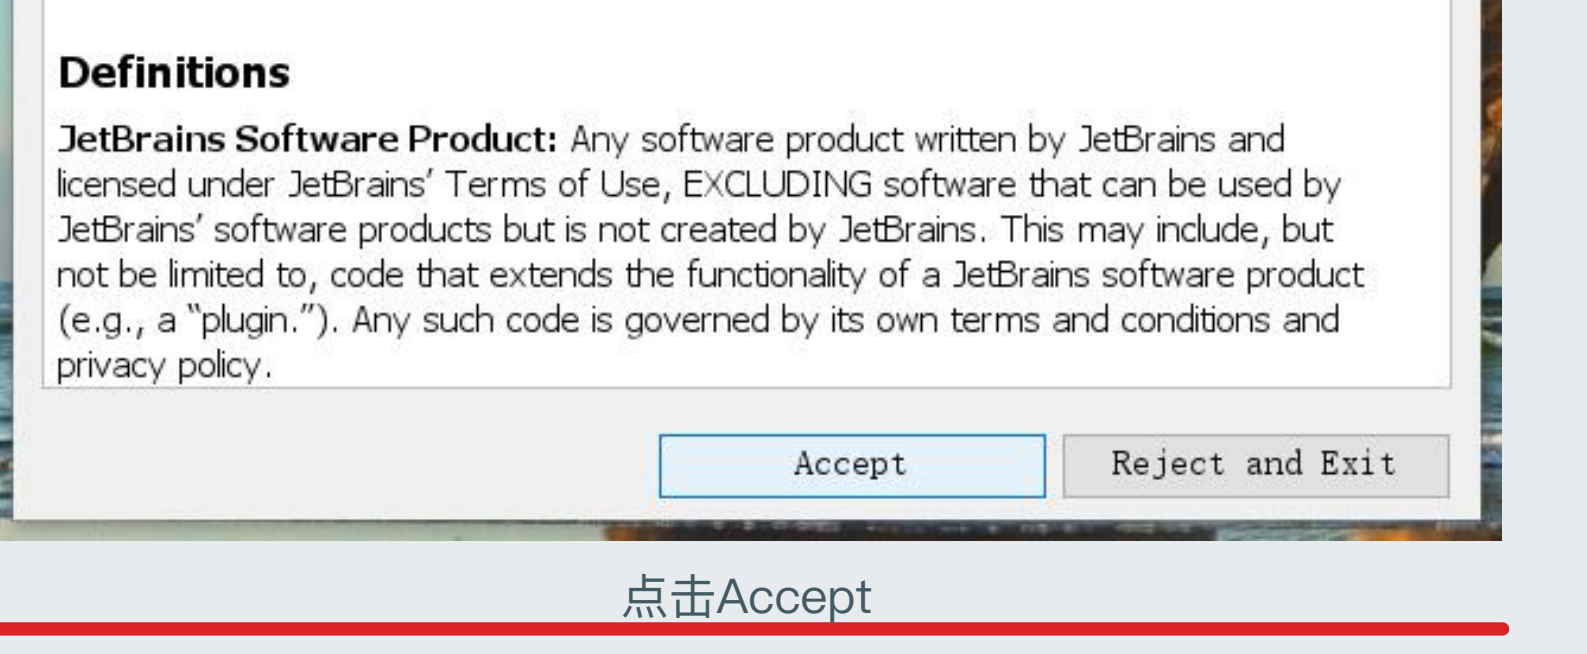 Definitions
JetBrains Software Product: Any software product written by JetBrains and
licensed under JetBrains’ Terms of Use, EXCLUDING software that can be used by
JetBrains’ software products but is not created by JetBrains. This may include, but
not be limited to, code that extends the functionality of a JetBrains software product
(e.g., a “plugin.”). Any such code is governed by its own terms and conditions and
privacy policy.
Accept
Reject and Exit
点击Accept